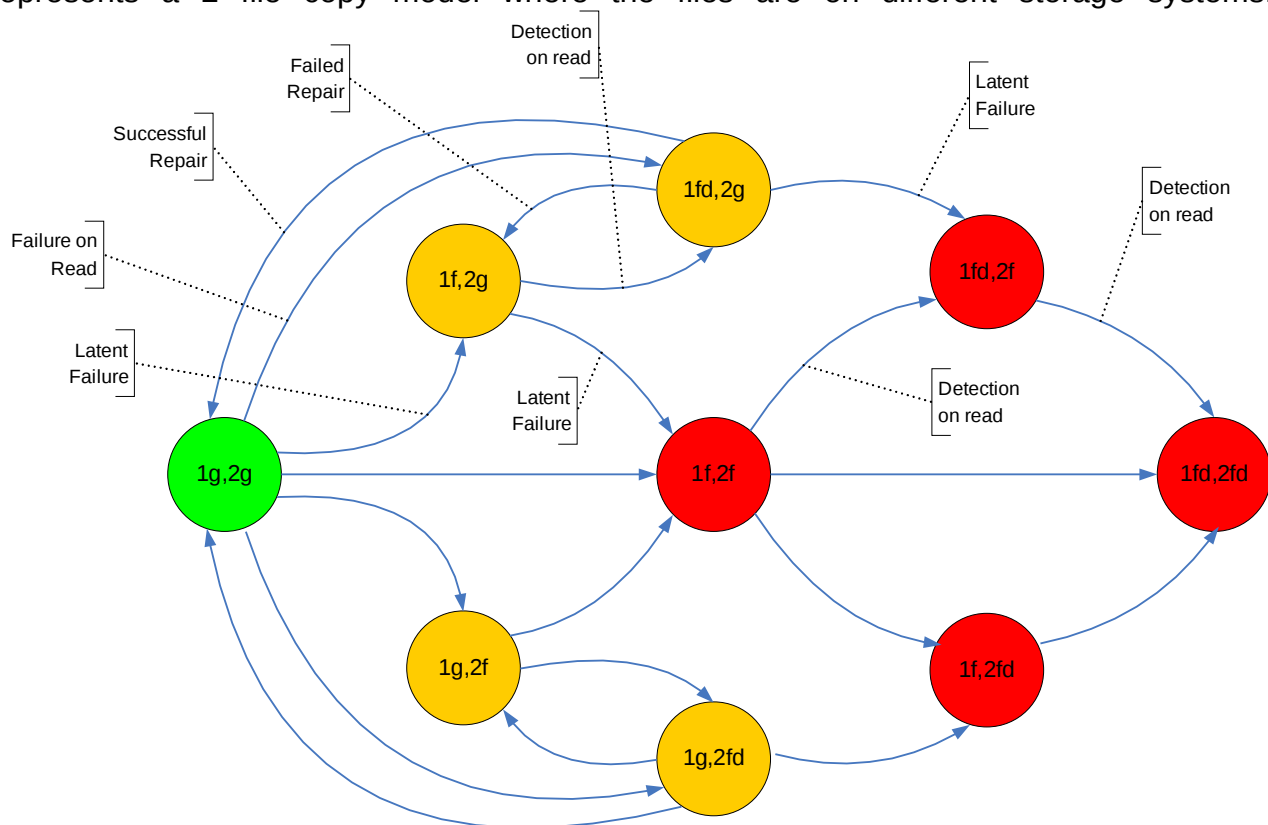 epresents a 2 file copy model where the files are on different storage systems.
Detection
on read
Failed
Repair
Latent
Failure
Successful
Repair
1fd,2g
Detection
on read
Failure on
Read
1f,2g
1fd,2f
Latent
Failure
Latent
Failure
Detection
on read
1g,2g
1f,2f
1fd,2fd
1g,2f
1f,2fd
1g,2fd